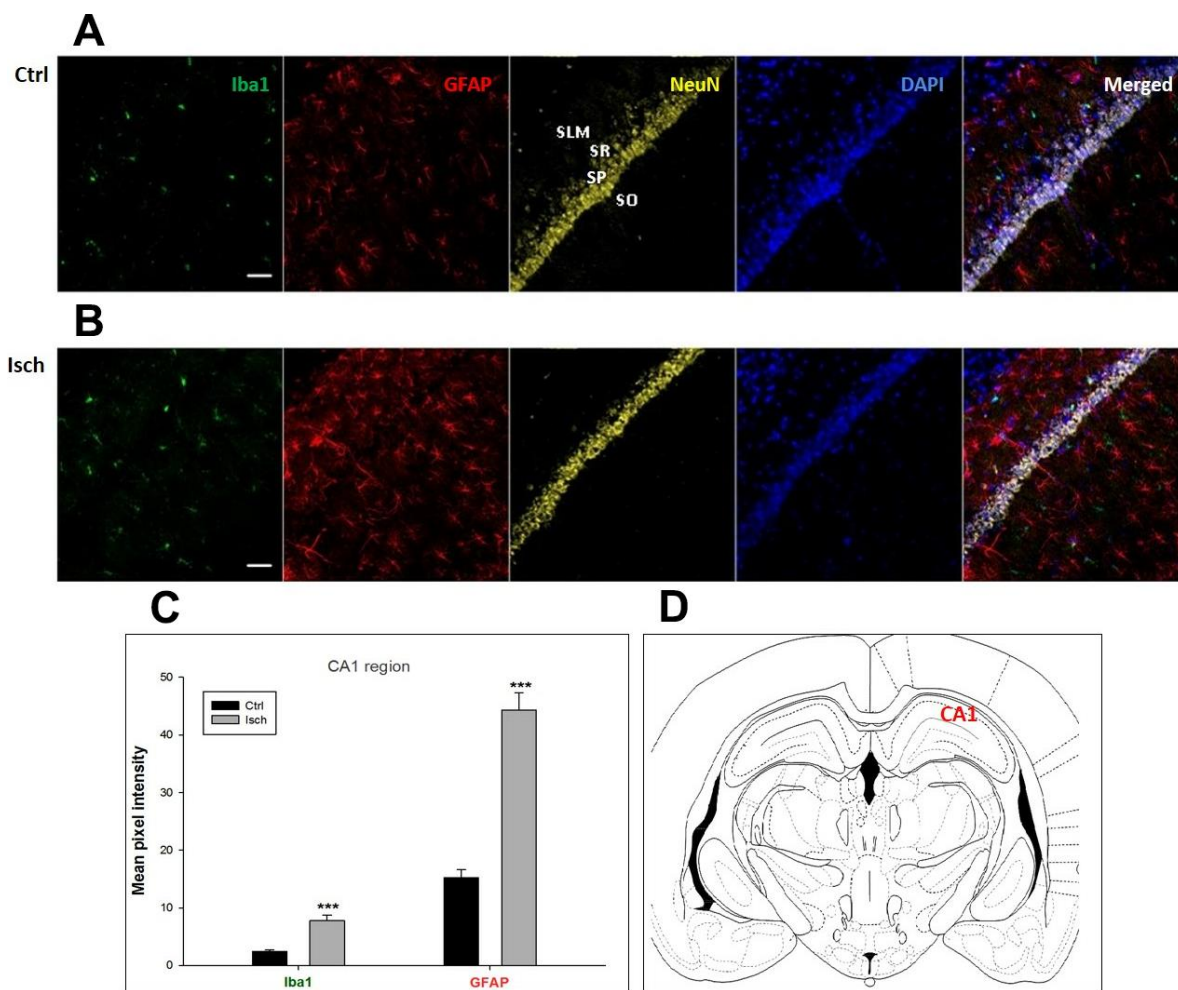 A
Ctrl
Iba1
GFAP
NeuN
DAPI
Merged
SLM
SR
SP
SO
B
Isch
C
CA1 region
50
40
30
20
10
0
Mean pixel intensity
Ctrl
Isch
***
***
Iba1
GFAP
D
CA1